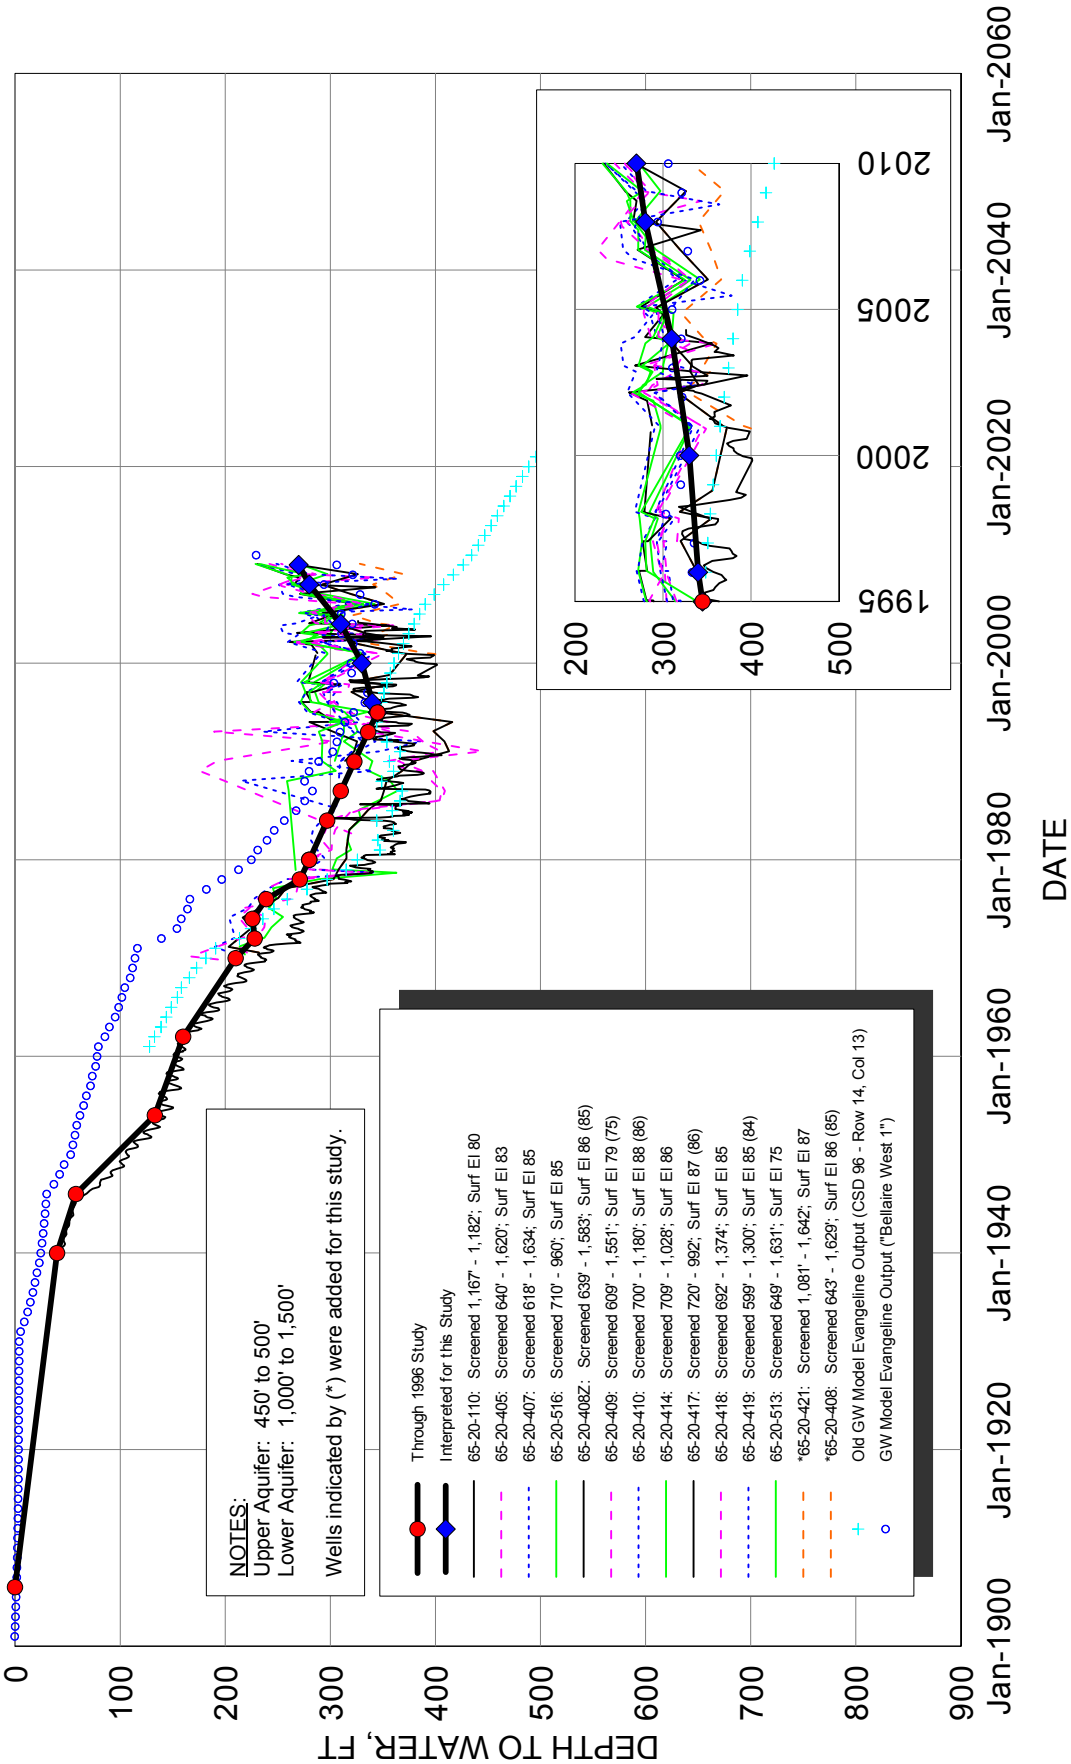 DEPTH TO WATER, FT
0
100
200
300
400
500
600
700
800
900
Jan-1900
Jan-1920
Jan-1940
Jan-1960
Jan-1980
Jan-2000
Jan-2020
Jan-2040
Jan-2060
DATE
NOTES:
Upper Aquifer: 450' to 500'
Lower Aquifer: 1,000' to 1,500'
Wells indicated by (*) were added for this study.
Through 1996 Study
Interpreted for this Study
65-20-110: Screened 1,167' - 1,182'; Surf El 80
65-20-405: Screened 640' - 1,620'; Surf El 83
65-20-407: Screened 618' - 1,634; Surf El 85
65-20-516: Screened 710' - 960'; Surf El 85
65-20-408Z: Screened 639' - 1,583'; Surf El 86 (85)
65-20-409: Screened 609' - 1,551'; Surf El 79 (75)
65-20-410: Screened 700' - 1,180'; Surf El 88 (86)
65-20-414: Screened 709' - 1,028'; Surf El 86
65-20-417: Screened 720' - 992'; Surf El 87 (86)
65-20-418: Screened 692' - 1,374'; Surf El 85
65-20-419: Screened 599' - 1,300'; Surf El 85 (84)
65-20-513: Screened 649' - 1,631'; Surf El 75
*65-20-421: Screened 1,081' - 1,642'; Surf El 87
*65-20-408: Screened 643' - 1,629'; Surf El 86 (85)
Old GW Model Evangeline Output (CSD 96 - Row 14, Col 13)
GW Model Evangeline Output ("Bellaire West 1")
200
300
400
500
1995
2000
2005
2010